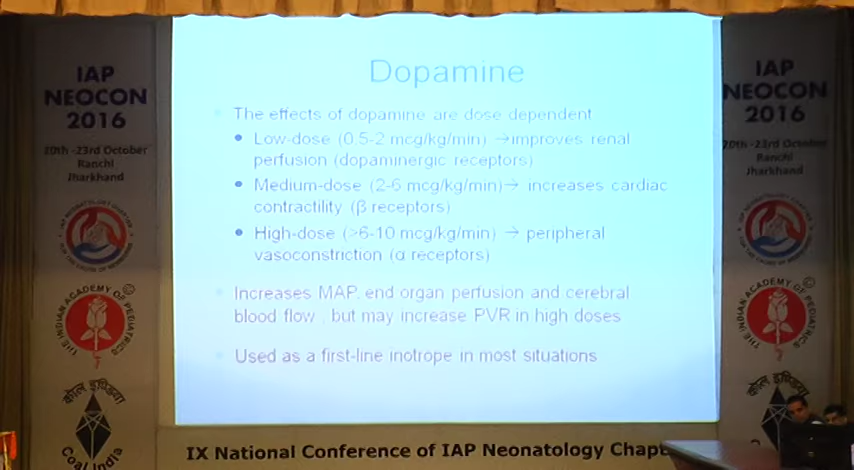 IAP
NEOCON
2016
20th -23rd October
Ranchi
Jharkhand
THE INDIAN ACADEMY OF PEDIATRICS
कोल इण्डिया
Coal India
Dopamine
The effects of dopamine are dose dependent
Low-dose (0.5-2 mcg/kg/min) →improves renal
perfusion (dopaminergic receptors)
Medium-dose (2-6 mcg/kg/min)→ increases cardiac
contractility (β receptors)
High-dose (>6-10 mcg/kg/min) → peripheral
vasoconstriction (α receptors)
Increases MAP, end organ perfusion and cerebral
blood flow , but may increase PVR in high doses
Used as a first-line inotrope in most situations
IX National Conference of IAP Neonatology Chap
IAP
NEOCON
2016
20th -23rd October
Ranchi
Jharkhand
THE INDIAN ACADEMY OF PEDIATRICS